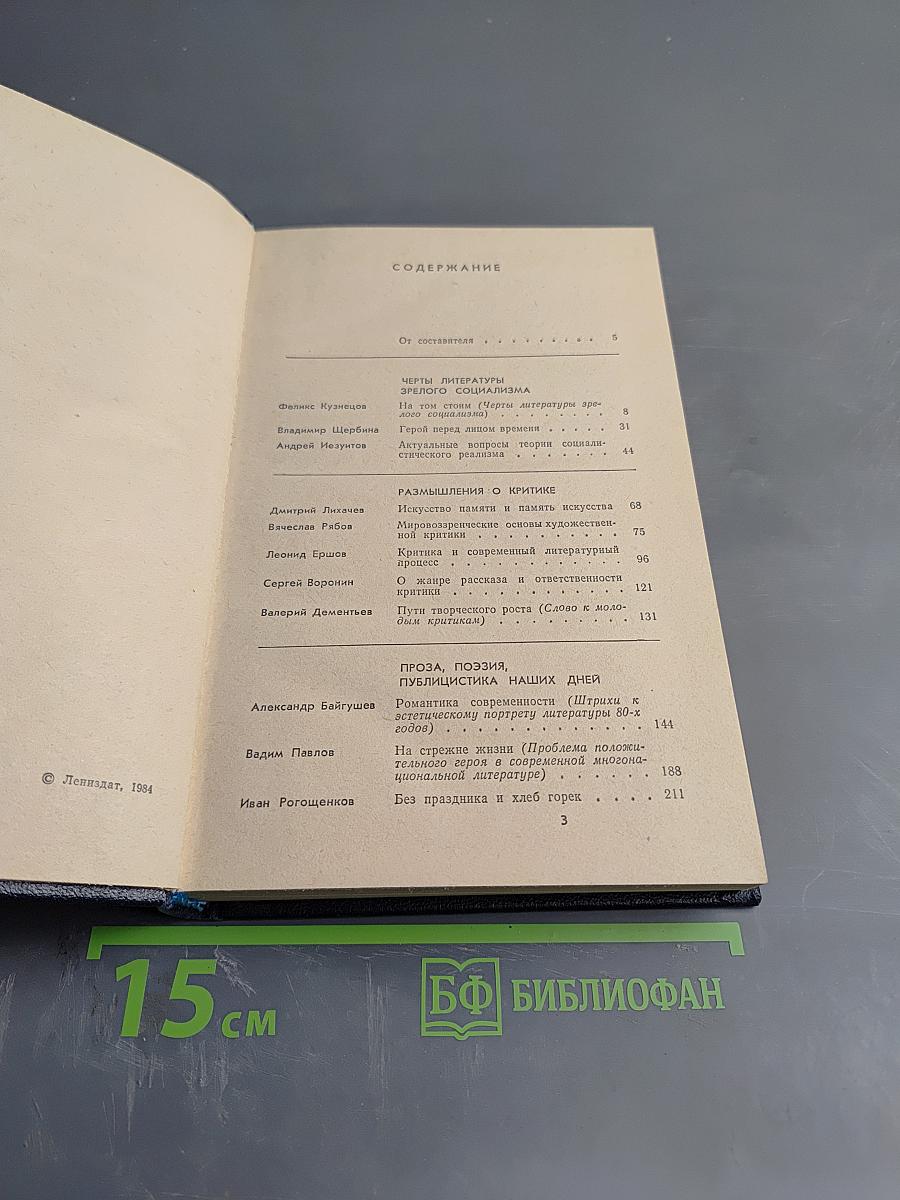 © Лениздат, 1984
СОДЕРЖАНИЕ
От составителя . . . . . . . . . 5
ЧЕРТЫ ЛИТЕРАТУРЫ
ЗРЕЛОГО СОЦИАЛИЗМА
Феликс Кузнецов На том стоим (Черты литературы зре-
лого социализма) . . . . . . . . 8
Владимир Щербина Герой перед лицом времени . . . . . 31
Андрей Иезуитов Актуальные вопросы теории социали-
стического реализма . . . . . . . 44
РАЗМЫШЛЕНИЯ О КРИТИКЕ
Дмитрий Лихачев Искусство памяти и память искусства 68
Вячеслав Рябов Мировоззренческие основы художествен-
ной критики . . . . . . . . . . 75
Леонид Ершов Критика и современный литературный
процесс . . . . . . . . . . . . 96
Сергей Воронин О жанре рассказа и ответственности
критики . . . . . . . . . . . . 121
Валерий Дементьев Пути творческого роста (Слово к моло-
дым критикам) . . . . . . . . . 131
ПРОЗА, ПОЭЗИЯ,
ПУБЛИЦИСТИКА НАШИХ ДНЕЙ
Александр Байгушев Романтика современности (Штрихи к
эстетическому портрету литературы 80-х
годов) . . . . . . . . . . . . . 144
Вадим Павлов На стрежне жизни (Проблема положи-
тельного героя в современной многона-
циональной литературе) . . . . . . 188
Иван Рогощенков Без праздника и хлеб горек . . . . 211
3
15 см
БФ БИБЛИОФАН